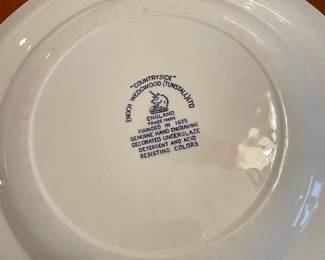 "COUNTRYSIDE"
ENOCH WEDGWOOD (TUNSTALL) LTD
ENGLAND
TRADE MARK
FOUNDED IN 1835
GENUINE HAND ENGRAVING
DECORATED UNDERGLAZE
DETERGENT AND ACID
RESISTING COLORS